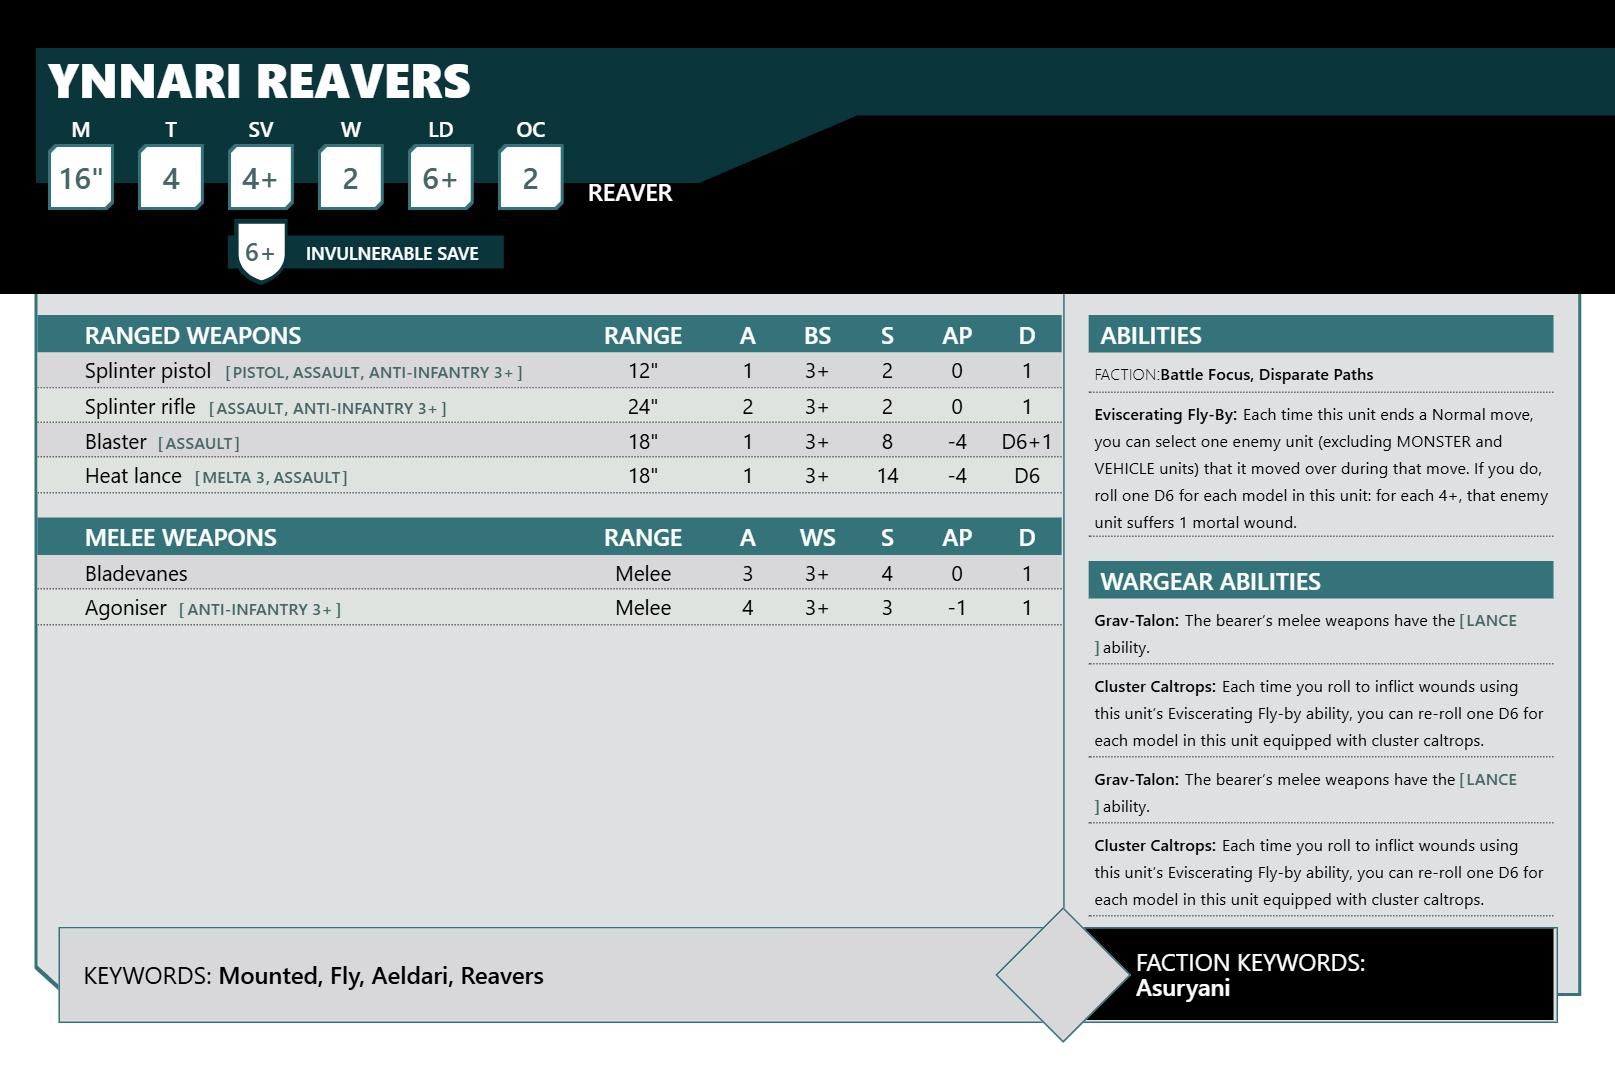 YNNARI REAVERS
M T SV W LD OC
16" 4 4+ 2 6+ 2 REAVER
6+ INVULNERABLE SAVE
RANGED WEAPONS RANGE A BS S AP D
Splinter pistol [PISTOL, ASSAULT, ANTI-INFANTRY 3+] 12" 1 3+ 2 0 1
Splinter rifle [ASSAULT, ANTI-INFANTRY 3+] 24" 2 3+ 2 0 1
Blaster [ASSAULT] 18" 1 3+ 8 -4 D6+1
Heat lance [MELTA 3, ASSAULT] 18" 1 3+ 14 -4 D6
MELEE WEAPONS RANGE A WS S AP D
Bladevanes Melee 3 3+ 4 0 1
Agoniser [ANTI-INFANTRY 3+] Melee 4 3+ 3 -1 1
ABILITIES
FACTION:Battle Focus, Disparate Paths
Eviscerating Fly-By: Each time this unit ends a Normal move,
you can select one enemy unit (excluding MONSTER and
VEHICLE units) that it moved over during that move. If you do,
roll one D6 for each model in this unit: for each 4+, that enemy
unit suffers 1 mortal wound.
WARGEAR ABILITIES
Grav-Talon: The bearer's melee weapons have the [LANCE
] ability.
Cluster Caltrops: Each time you roll to inflict wounds using
this unit's Eviscerating Fly-by ability, you can re-roll one D6 for
each model in this unit equipped with cluster caltrops.
Grav-Talon: The bearer's melee weapons have the [LANCE
] ability.
Cluster Caltrops: Each time you roll to inflict wounds using
this unit's Eviscerating Fly-by ability, you can re-roll one D6 for
each model in this unit equipped with cluster caltrops.
KEYWORDS: Mounted, Fly, Aeldari, Reavers
FACTION KEYWORDS:
Asuryani